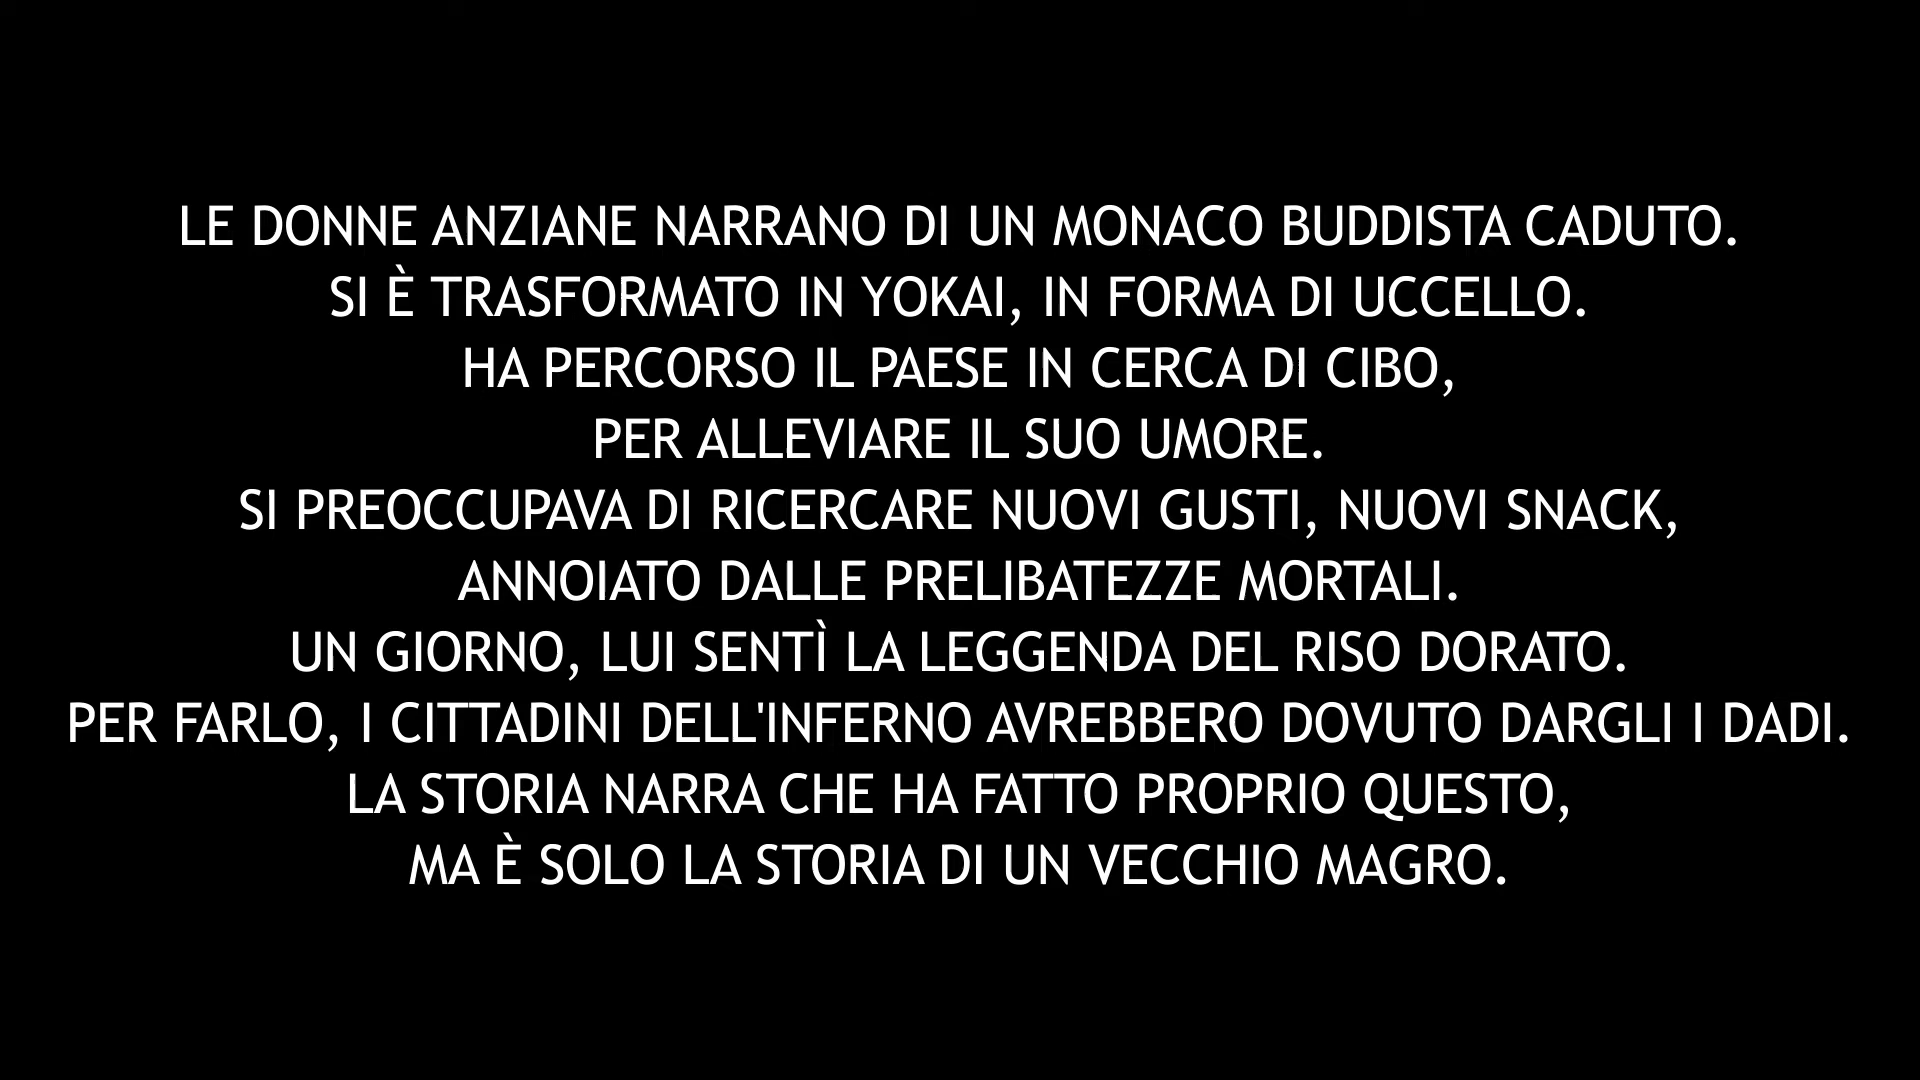 LE DONNE ANZIANE NARRANO DI UN MONACO BUDDISTA CADUTO.
SI È TRASFORMATO IN YOKAI, IN FORMA DI UCCELLO.
HA PERCORSO IL PAESE IN CERCA DI CIBO,
PER ALLEVIARE IL SUO UMORE.
SI PREOCCUPAVA DI RICERCARE NUOVI GUSTI, NUOVI SNACK,
ANNOIATO DALLE PRELIBATEZZE MORTALI.
UN GIORNO, LUI SENTÌ LA LEGGENDA DEL RISO DORATO.
PER FARLO, I CITTADINI DELL'INFERNO AVREBBERO DOVUTO DARGLI I DADI.
LA STORIA NARRA CHE HA FATTO PROPRIO QUESTO,
MA È SOLO LA STORIA DI UN VECCHIO MAGRO.